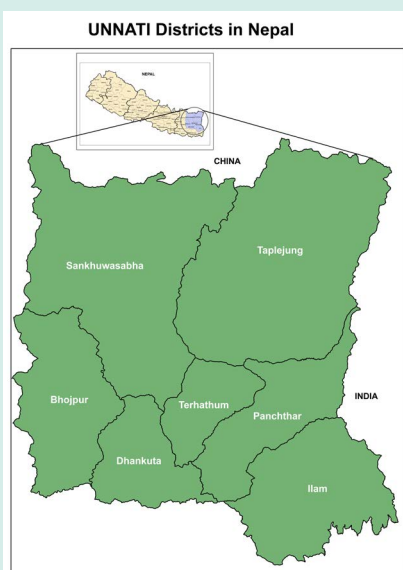 UNNATI Districts in Nepal
NEPAL
CHINA
Taplejung
Sankhuwasabha
INDIA
Bhojpur
Terhathum
Panchthar
Dhankuta
Ilam